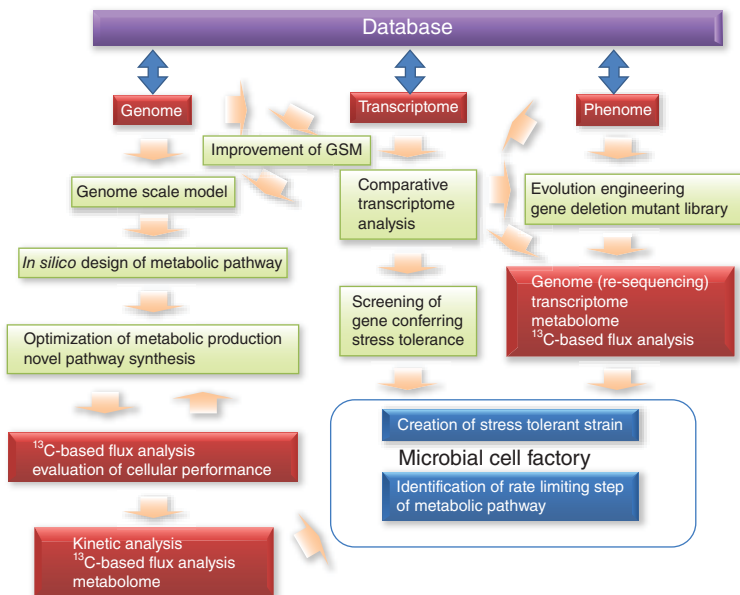 Database
Genome
Transcriptome
Phenome
Improvement of GSM
Genome scale model
In silico design of metabolic pathway
Optimization of metabolic production
novel pathway synthesis
¹³C-based flux analysis
evaluation of cellular performance
Kinetic analysis
¹³C-based flux analysis
metabolome
Comparative
transcriptome
analysis
Screening of
gene conferring
stress tolerance
Evolution engineering
gene deletion mutant library
Genome (re-sequencing)
transcriptome
metabolome
¹³C-based flux analysis
Creation of stress tolerant strain
Microbial cell factory
Identification of rate limiting step
of metabolic pathway